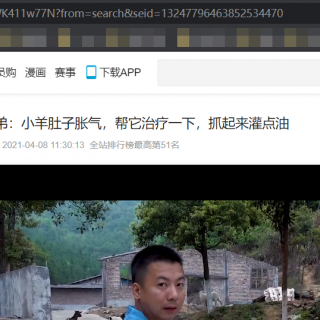 K411w77N?from=search&seid=13247796463852534470
员购 漫画 赛事 下载APP
弟：小羊肚子胀气，帮它治疗一下，抓起来灌点油
2021-04-08 11:30:13 全站排行榜最高第51名